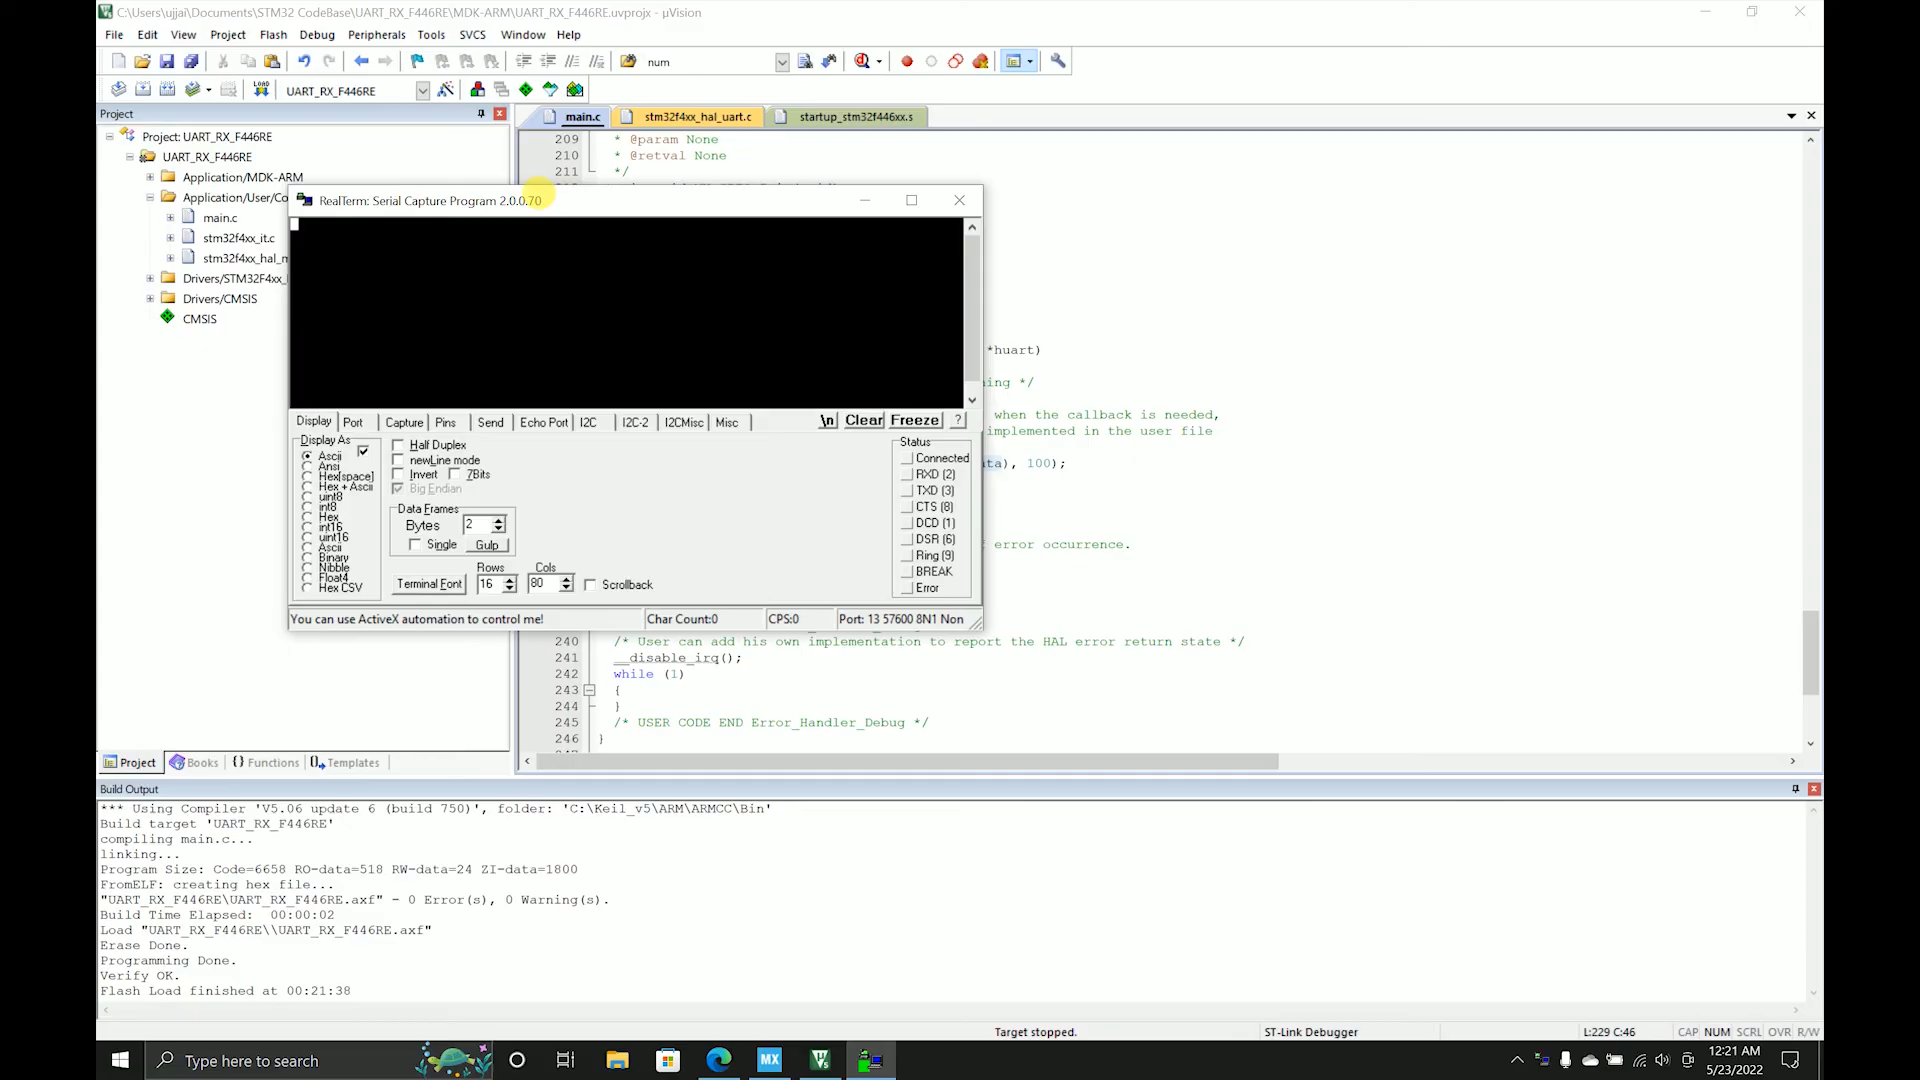 C:\Users\ujjai\Documents\STM32 CodeBase\UART_RX_F446RE\MDK-ARM\UART_RX_F446RE.uvprojx - µVision
File Edit View Project Flash Debug Peripherals Tools SVCS Window Help
num
LOAD UART_RX_F446RE
Project
main.c stm32f4xx_hal_uart.c startup_stm32f446xx.s
Project: UART_RX_F446RE
UART_RX_F446RE
Application/MDK-ARM
Application/User/Co
main.c
stm32f4xx_it.c
stm32f4xx_hal_m
Drivers/STM32F4xx_
Drivers/CMSIS
CMSIS
209 * @param None
210 * @retval None
211 */
*huart)
ing */
when the callback is needed,
implemented in the user file
ata), 100);
error occurrence.
240 /* User can add his own implementation to report the HAL error return state */
241 __disable_irq();
242 while (1)
243 {
244 }
245 /* USER CODE END Error_Handler_Debug */
246 }
RealTerm: Serial Capture Program 2.0.0.70
Display Port Capture Pins Send Echo Port I2C I2C-2 I2CMisc Misc \n Clear Freeze ?
Display As
Ascii
Ansi
Hex[space]
Hex + Ascii
uint8
int8
Hex
int16
uint16
Ascii
Binary
Nibble
Float4
Hex CSV
Half Duplex
newLine mode
Invert 7Bits
Big Endian
Data Frames
Bytes 2
Single Gulp
Rows Cols
Terminal Font 16 80 Scrollback
Status
Connected
RXD (2)
TXD (3)
CTS (8)
DCD (1)
DSR (6)
Ring (9)
BREAK
Error
You can use ActiveX automation to control me! Char Count:0 CPS:0 Port: 13 57600 8N1 Non
Project Books {} Functions Templates
Build Output
*** Using Compiler 'V5.06 update 6 (build 750)', folder: 'C:\Keil_v5\ARM\ARMCC\Bin'
Build target 'UART_RX_F446RE'
compiling main.c...
linking...
Program Size: Code=6658 RO-data=518 RW-data=24 ZI-data=1800
FromELF: creating hex file...
"UART_RX_F446RE\UART_RX_F446RE.axf" - 0 Error(s), 0 Warning(s).
Build Time Elapsed: 00:00:02
Load "UART_RX_F446RE\\UART_RX_F446RE.axf"
Erase Done.
Programming Done.
Verify OK.
Flash Load finished at 00:21:38
Target stopped. ST-Link Debugger L:229 C:46 CAP NUM SCRL OVR R/W
Type here to search
MX
12:21 AM
5/23/2022